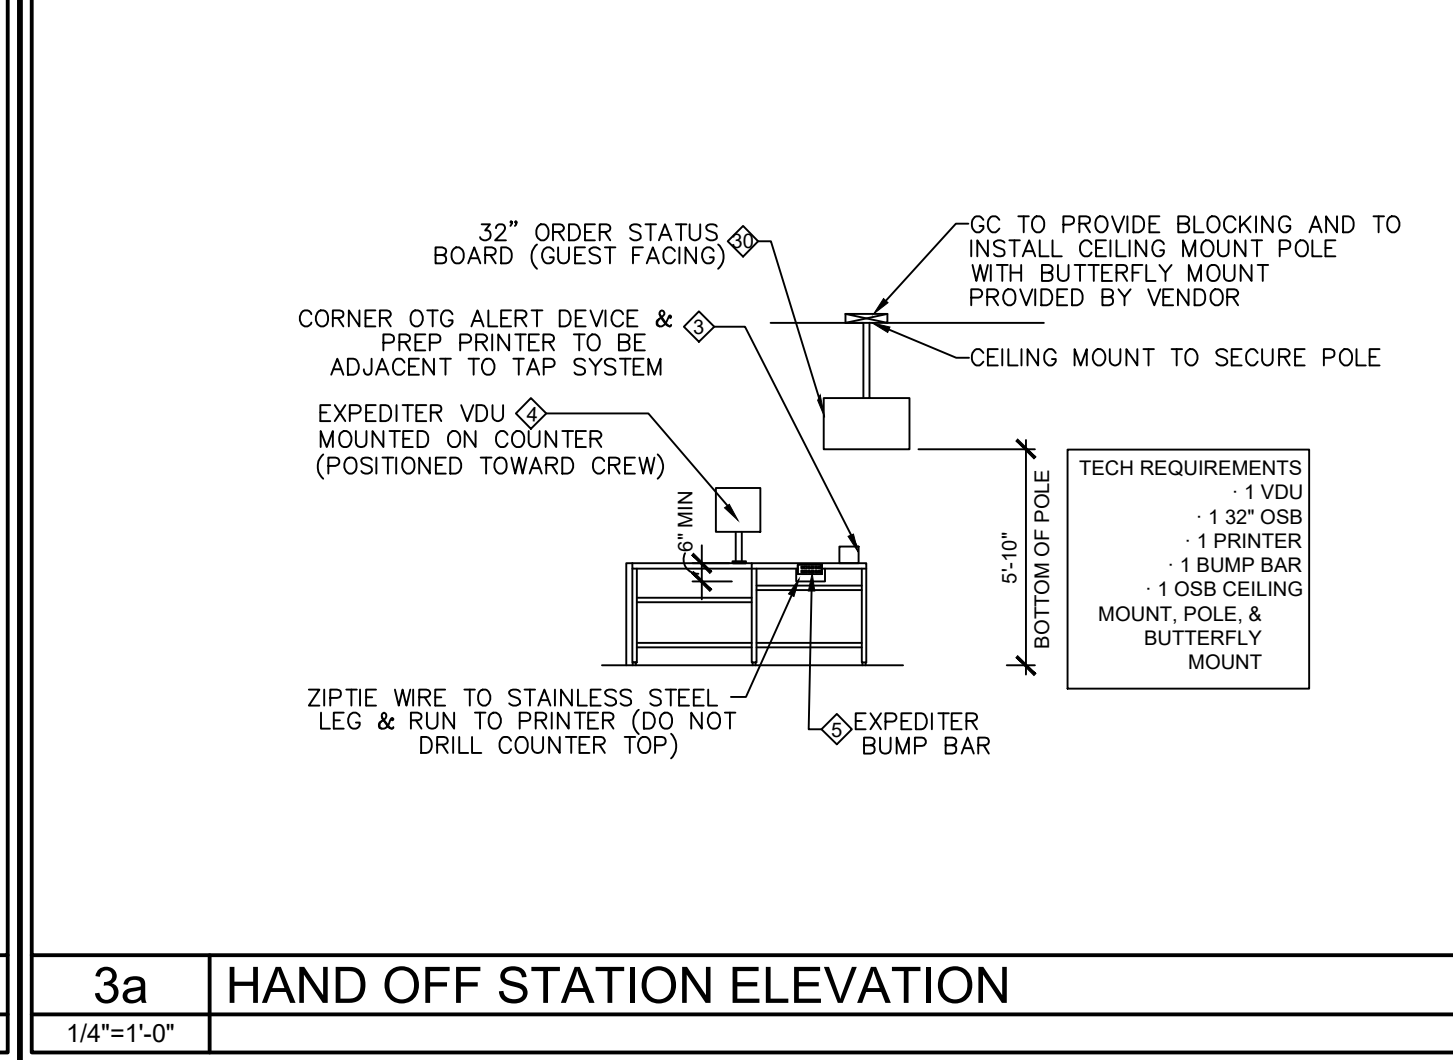 32” ORDER STATUS
BOARD (GUEST FACING)
30
GC TO PROVIDE BLOCKING AND TO
INSTALL CEILING MOUNT POLE
WITH BUTTERFLY MOUNT
PROVIDED BY VENDOR
CORNER OTG ALERT DEVICE &
PREP PRINTER TO BE
ADJACENT TO TAP SYSTEM
3
CEILING MOUNT TO SECURE POLE
EXPEDITER VDU
MOUNTED ON COUNTER
(POSITIONED TOWARD CREW)
4
6" MIN
5'-10"
BOTTOM OF POLE
TECH REQUIREMENTS
· 1 VDU
· 1 32" OSB
· 1 PRINTER
· 1 BUMP BAR
· 1 OSB CEILING
MOUNT, POLE, &
BUTTERFLY
MOUNT
ZIPTIE WIRE TO STAINLESS STEEL
LEG & RUN TO PRINTER (DO NOT
DRILL COUNTER TOP)
5
EXPEDITER
BUMP BAR
3a
HAND OFF STATION ELEVATION
1/4"=1'-0"